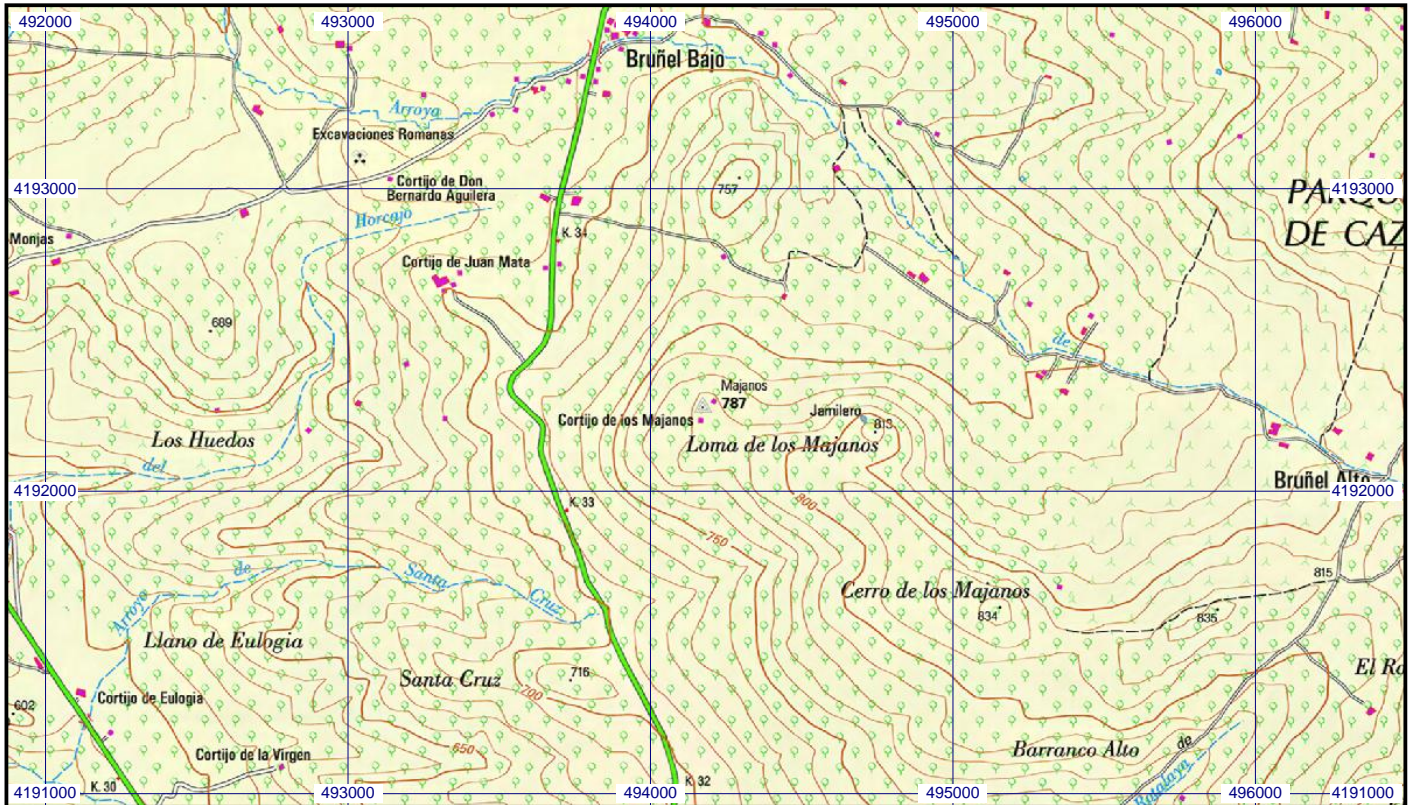 492000
493000
494000
495000
496000
Bruñel Bajo
Arroyo
Excavaciones Romanas
4193000
Cortijo de Don
Bernardo Aguilera
757
4193000
PARQU
DE CAZ
Horcajo
Monjas
K. 34
Cortijo de Juan Mata
689
de
Majanos
787
Jamilero
813
Cortijo de los Majanos
Loma de los Majanos
Los Huedos
del
4192000
Bruñel Alto
4192000
K. 33
800
750
de
Santa
Cruz
Arroyo
815
Cerro de los Majanos
834
835
Llano de Eulogia
El Ro
Santa Cruz
716
700
Cortijo de Eulogia
602
650
Cortijo de la Virgen
Barranco Alto
de
K. 30
K. 32
4191000
492000
493000
494000
495000
496000
4191000